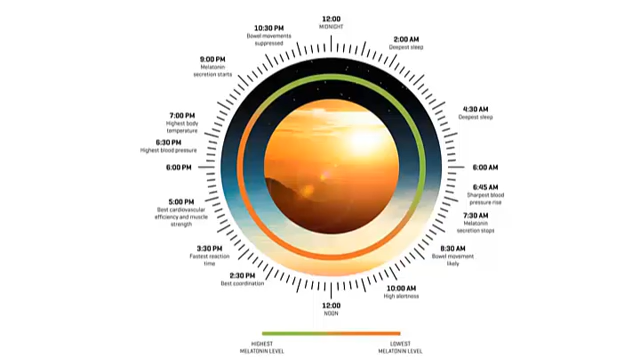 12:00
MIDNIGHT
2:00 AM
Deepest sleep
4:30 AM
Deepest sleep
6:00 AM
6:45 AM
Sharpest blood
pressure rise
7:30 AM
Melatonin
secretion stops
8:30 AM
Bowel movement
likely
10:00 AM
High alertness
12:00
NOON
2:30 PM
Best coordination
3:30 PM
Fastest reaction
time
5:00 PM
Best cardiovascular
efficiency and muscle
strength
6:00 PM
6:30 PM
Highest blood pressure
7:00 PM
Highest body
temperature
9:00 PM
Melatonin
secretion starts
10:30 PM
Bowel movements
suppressed
HIGHEST
MELATONIN LEVEL
LOWEST
MELATONIN LEVEL